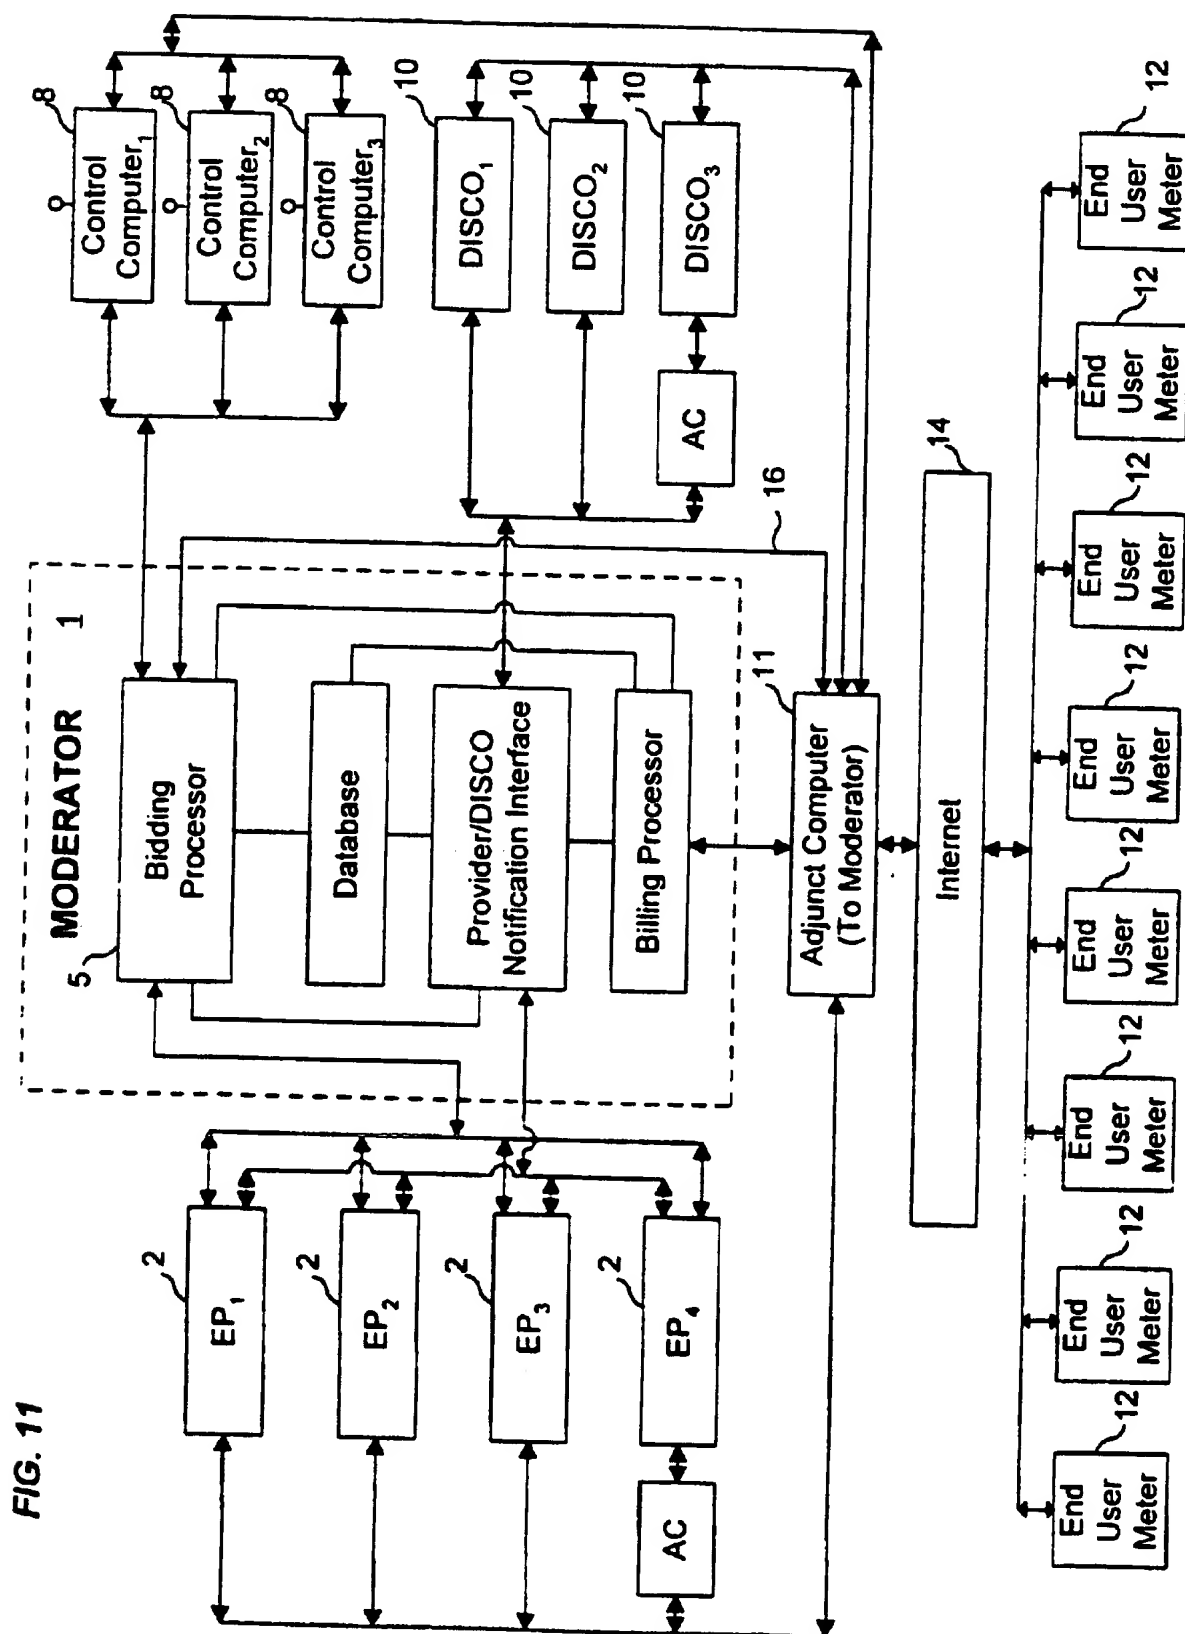 FIG. 11
MODERATOR 1
5
Bidding
Processor
Database
Provider/DISCO
Notification Interface
Billing Processor
2
EP1
2
EP2
2
EP3
2
EP4
AC
8
Control
Computer1
8
Control
Computer2
8
Control
Computer3
10
DISCO1
10
DISCO2
10
DISCO3
AC
16
11
Adjunct Computer
(To Moderator)
14
Internet
12
End
User
Meter
12
End
User
Meter
12
End
User
Meter
12
End
User
Meter
12
End
User
Meter
12
End
User
Meter
12
End
User
Meter
12
End
User
Meter